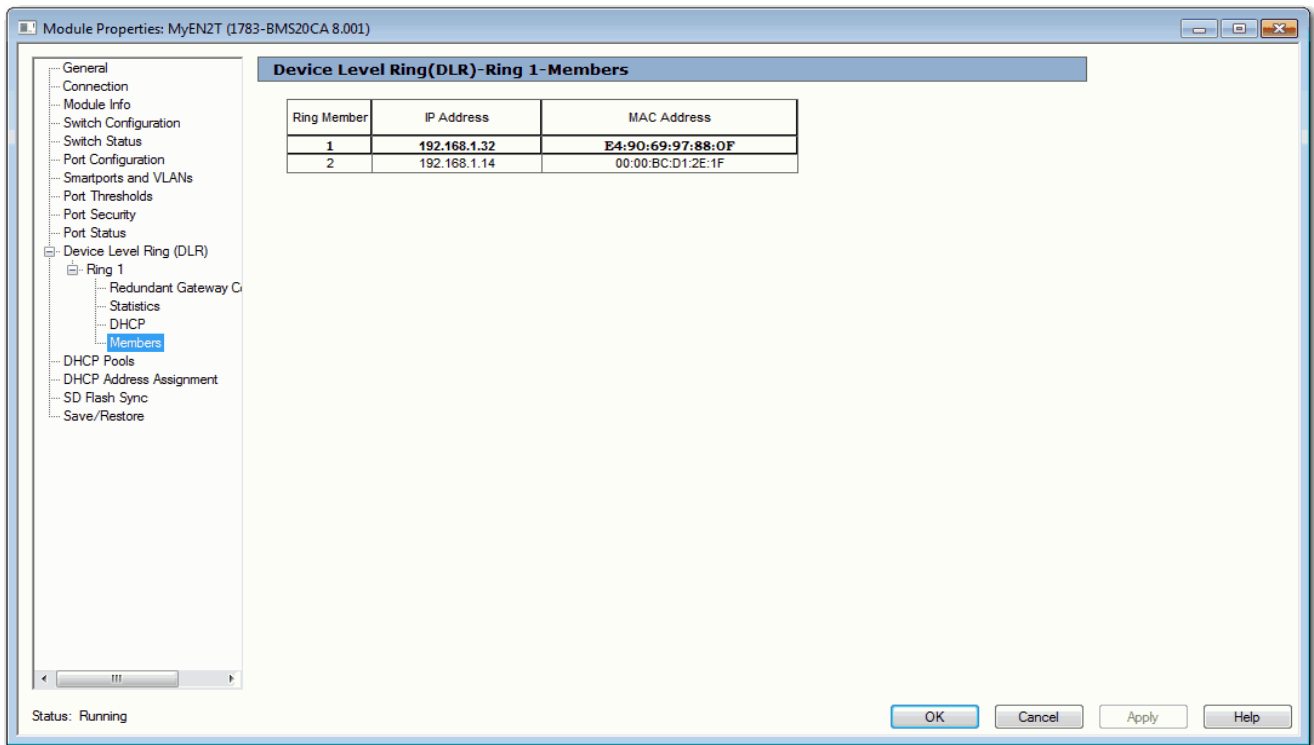 Module Properties: MyEN2T (1783-BMS20CA 8.001)
General
Connection
Module Info
Switch Configuration
Switch Status
Port Configuration
Smartports and VLANs
Port Thresholds
Port Security
Port Status
Device Level Ring (DLR)
Ring 1
Redundant Gateway
Statistics
DHCP
Members
DHCP Pools
DHCP Address Assignment
SD Flash Sync
Save/Restore
Device Level Ring(DLR)-Ring 1-Members
Ring Member IP Address MAC Address
1 192.168.1.32 E4:90:69:97:88:0F
2 192.168.1.14 00:00:BC:D1:2E:1F
Status: Running
OK Cancel Apply Help